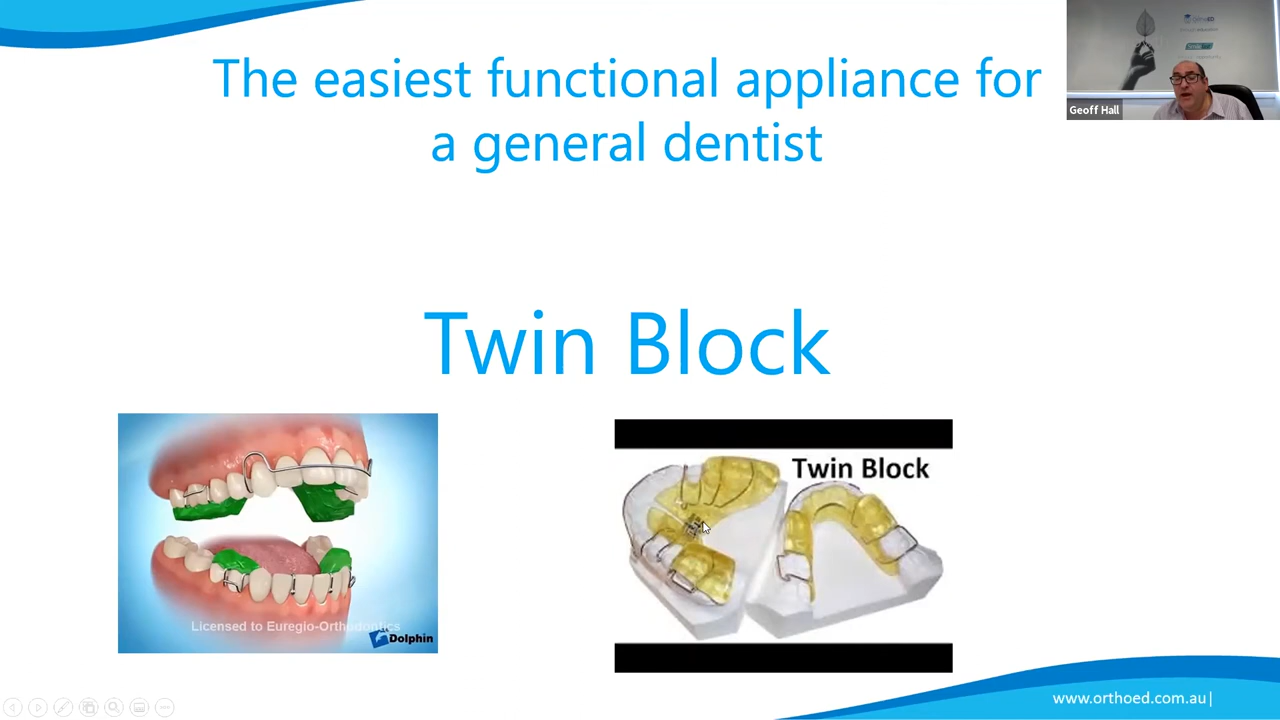 The easiest functional appliance for
a general dentist
Geoff Hall
Twin Block
Twin Block
Licensed to Euregio-Orthodontics
Dolphin
www.orthoed.com.au|